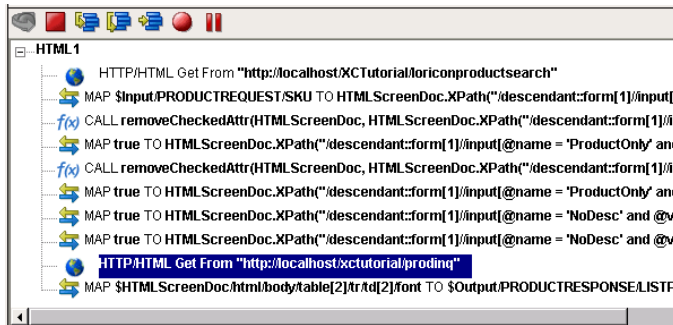 HTML1
HTTP/HTML Get From "http://localhost/XCTutorial/loriconproductsearch"
MAP $Input/PRODUCTREQUEST/SKU TO HTMLScreenDoc.XPath("/descendant::form[1]//input[
f(x) CALL removeCheckedAttr(HTMLScreenDoc, HTMLScreenDoc.XPath("/descendant::form[1]//i
MAP true TO HTMLScreenDoc.XPath("/descendant::form[1]//input[@name = 'ProductOnly' an
f(x) CALL removeCheckedAttr(HTMLScreenDoc, HTMLScreenDoc.XPath("/descendant::form[1]//i
MAP true TO HTMLScreenDoc.XPath("/descendant::form[1]//input[@name = 'ProductOnly' an
MAP true TO HTMLScreenDoc.XPath("/descendant::form[1]//input[@name = 'NoDesc' and @v
MAP true TO HTMLScreenDoc.XPath("/descendant::form[1]//input[@name = 'NoDesc' and @v
HTTP/HTML Get From "http://localhost/xctutorial/prodinq"
MAP $HTMLScreenDoc/html/body/table[2]/tr/td[2]/font TO $Output/PRODUCTRESPONSE/LISTP